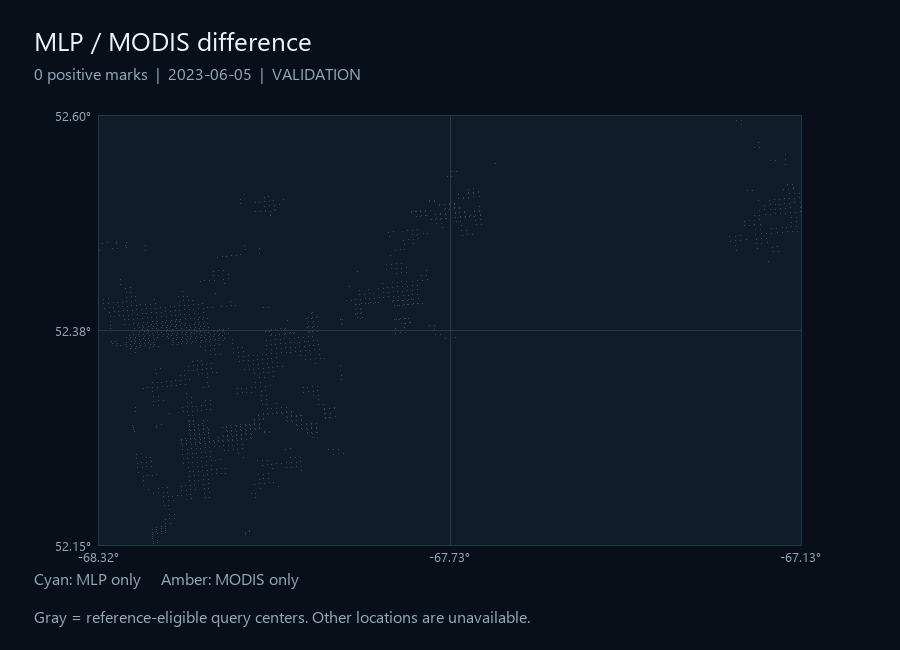 MLP / MODIS difference
0 positive marks | 2023-06-05 | VALIDATION
52.60°
52.38°
52.15°
-68.32°
-67.73°
-67.13°
Cyan: MLP only
Amber: MODIS only
Gray = reference-eligible query centers. Other locations are unavailable.